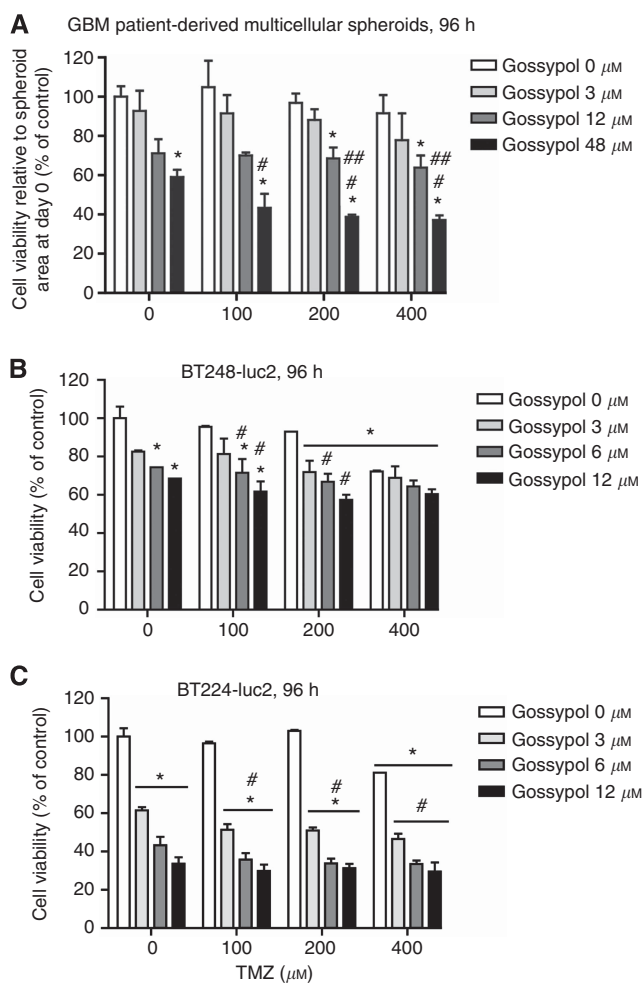 A
GBM patient-derived multicellular spheroids, 96 h
Cell viability relative to spheroid
area at day 0 (% of control)
120
100
80
60
40
20
0
*
#
*
*
##
#
*
*
##
#
*
Gossypol 0 μM
Gossypol 3 μM
Gossypol 12 μM
Gossypol 48 μM
0 100 200 400
B
BT248-luc2, 96 h
Cell viability (% of control)
120
100
80
60
40
20
0
*
*
#
*
#
*
*
#
#
Gossypol 0 μM
Gossypol 3 μM
Gossypol 6 μM
Gossypol 12 μM
0 100 200 400
C
BT224-luc2, 96 h
Cell viability (% of control)
120
100
80
60
40
20
0
*
#
*
#
*
*
#
Gossypol 0 μM
Gossypol 3 μM
Gossypol 6 μM
Gossypol 12 μM
0 100 200 400
TMZ (μM)